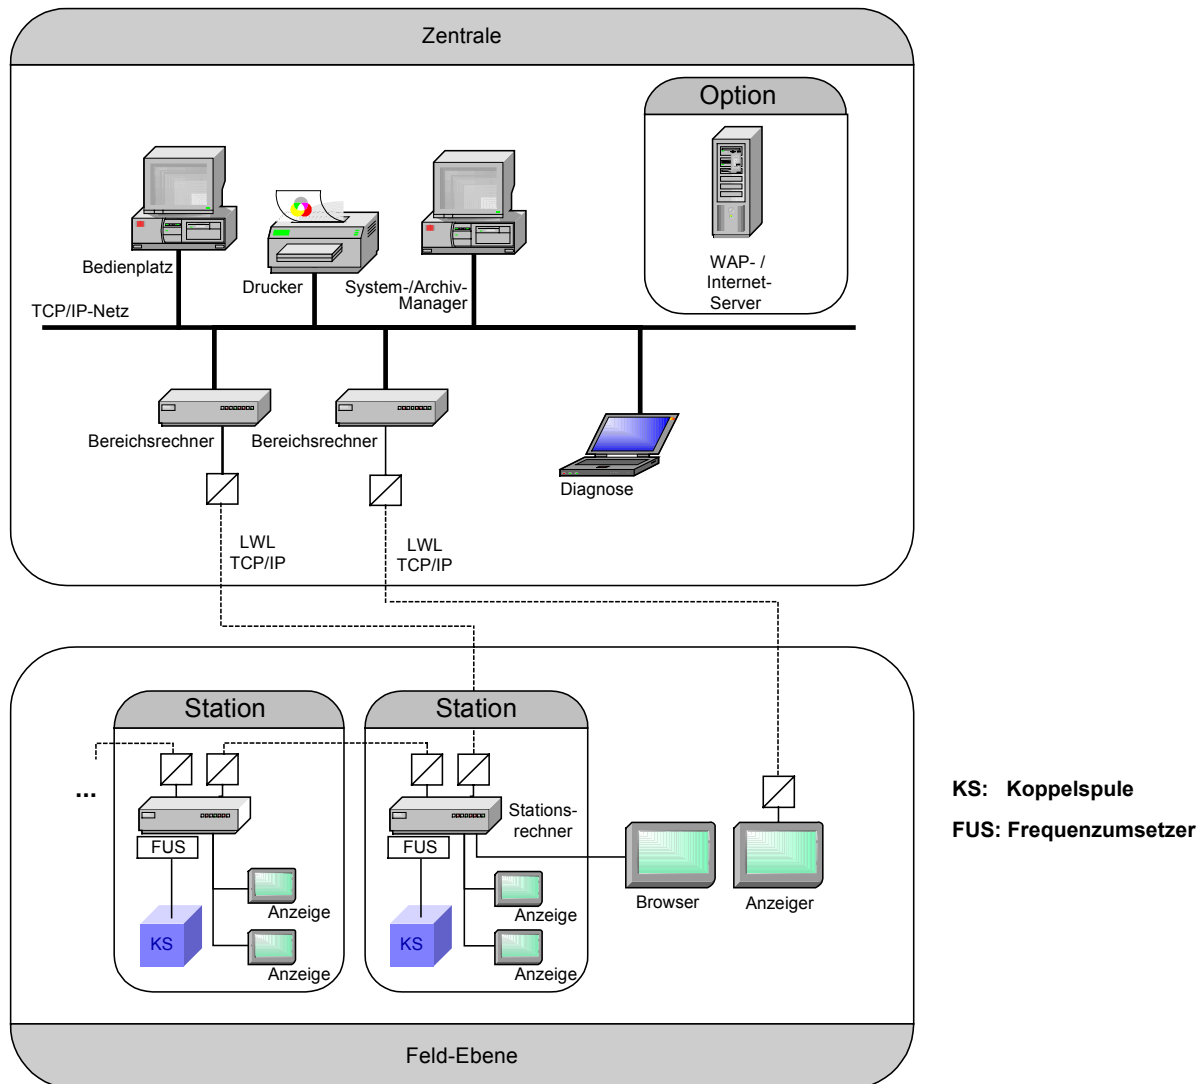 Zentrale
Option
WAP- /
Internet-
Server
Bedienplatz
Drucker
System-/Archiv-
Manager
TCP/IP-Netz
Bereichsrechner
Bereichsrechner
Diagnose
LWL
TCP/IP
LWL
TCP/IP
Station
Station
...
Stations-
rechner
FUS
FUS
KS
KS
Anzeige
Anzeige
Anzeige
Anzeige
Browser
Anzeiger
KS: Koppelspule
FUS: Frequenzumsetzer
Feld-Ebene